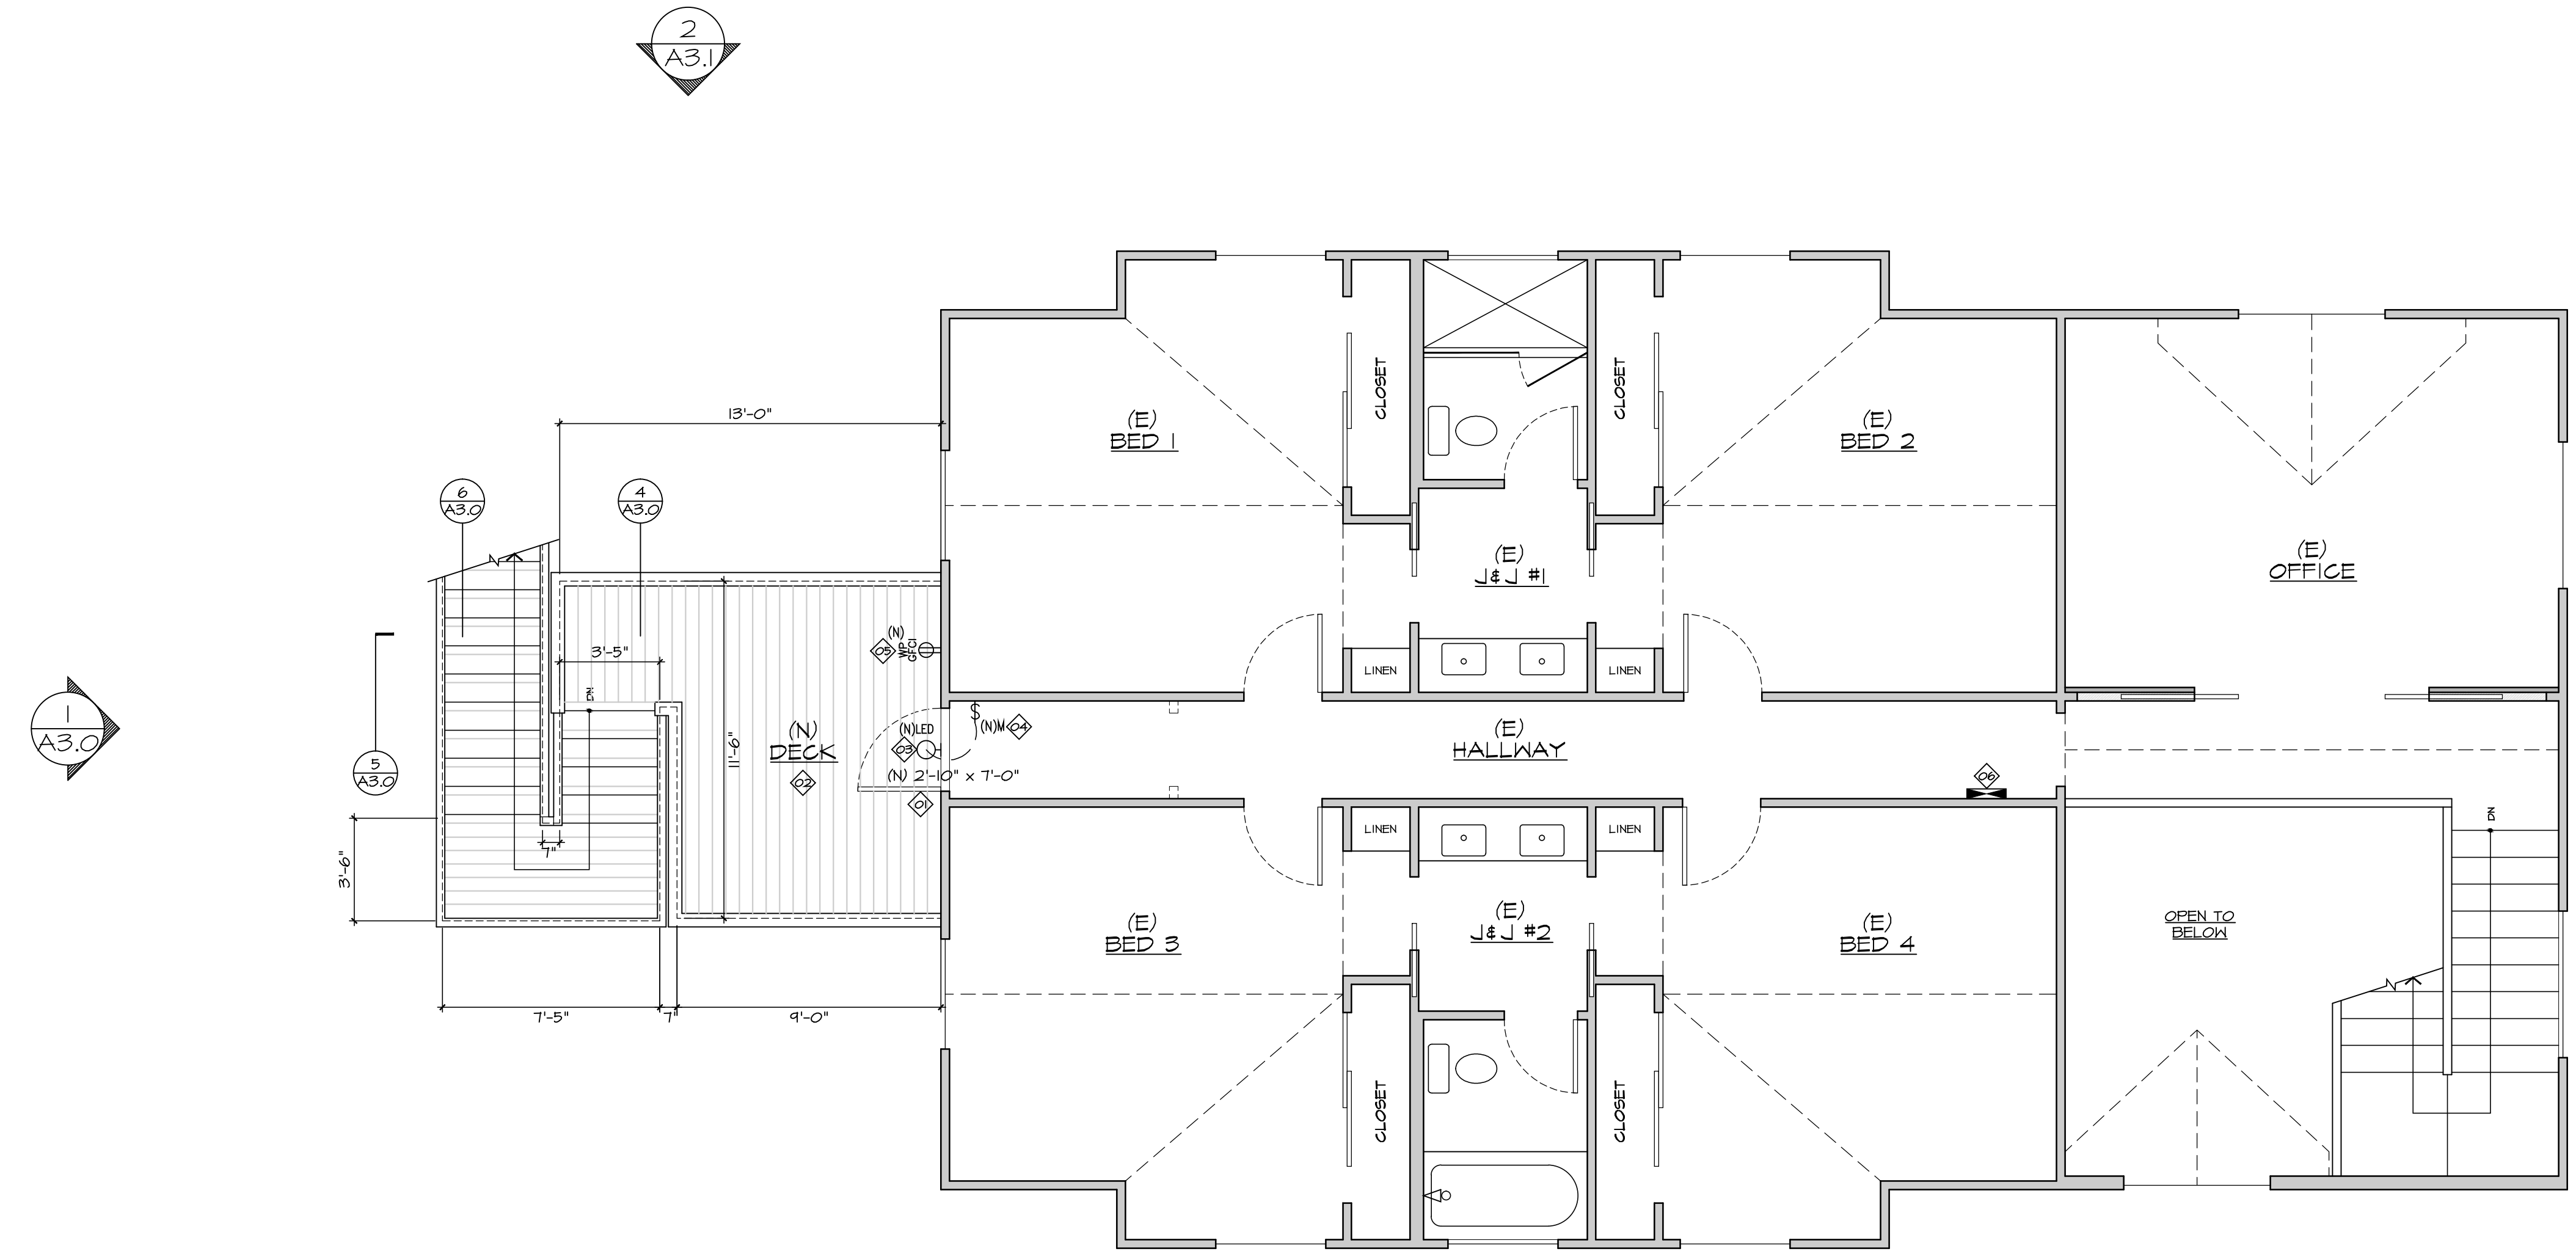 2
A3.1
13'-0"
(E)
BED 1
CLOSET
CLOSET
(E)
BED 2
6
A3.0
4
A3.0
(E)
J&J #1
(E)
OFFICE
(N)
WP
GFCI
05
3'-5"
DN
LINEN
LINEN
1
A3.0
5
A3.0
11'-6"
(N)
DECK
02
(N)LED
03
$
(N)M
04
(N) 2'-10" x 7'-0"
01
(E)
HALLWAY
06
7"
3'-6"
LINEN
LINEN
DN
(E)
BED 3
(E)
J&J #2
(E)
BED 4
OPEN TO
BELOW
7'-5"
7"
9'-0"
CLOSET
CLOSET